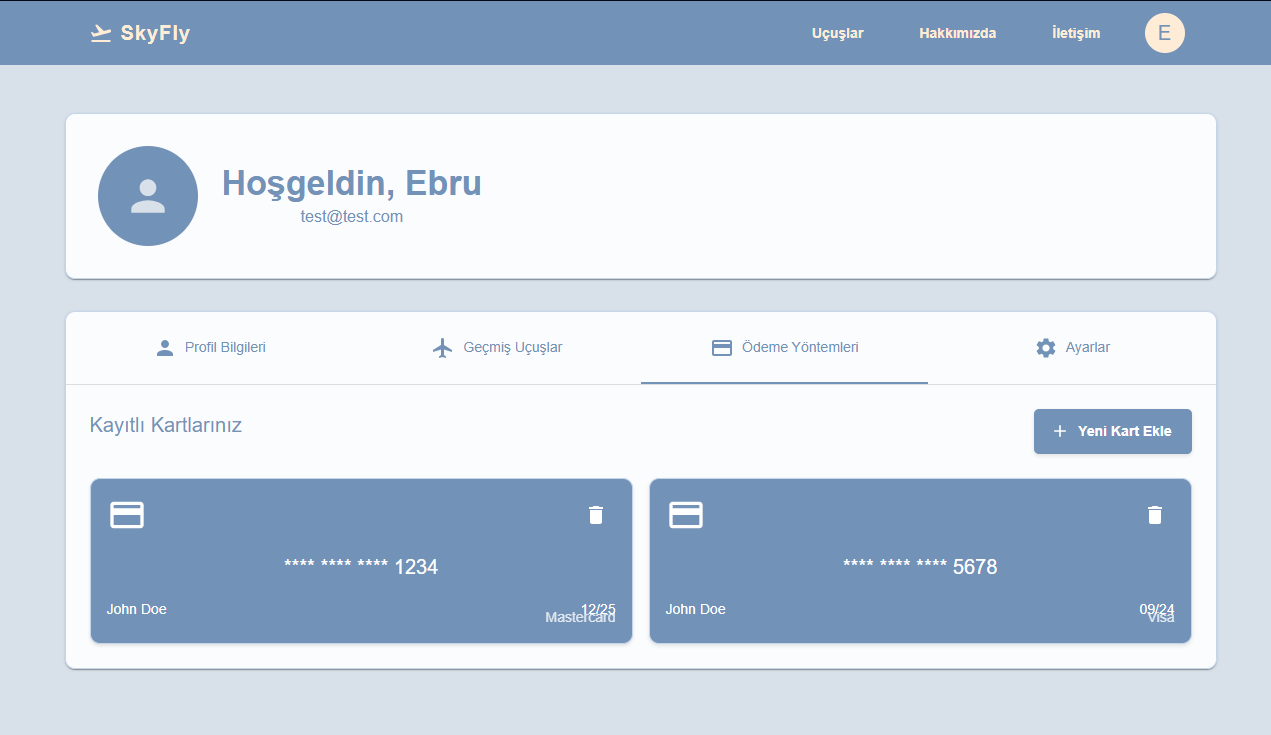 SkyFly
Uçuşlar
Hakkımızda
İletişim
E
Hoşgeldin, Ebru
test@test.com
Profil Bilgileri
Geçmiş Uçuşlar
Ödeme Yöntemleri
Ayarlar
Kayıtlı Kartlarınız
Yeni Kart Ekle
**** **** **** 1234
John Doe
12/25
Mastercard
**** **** **** 5678
John Doe
09/24
Visa